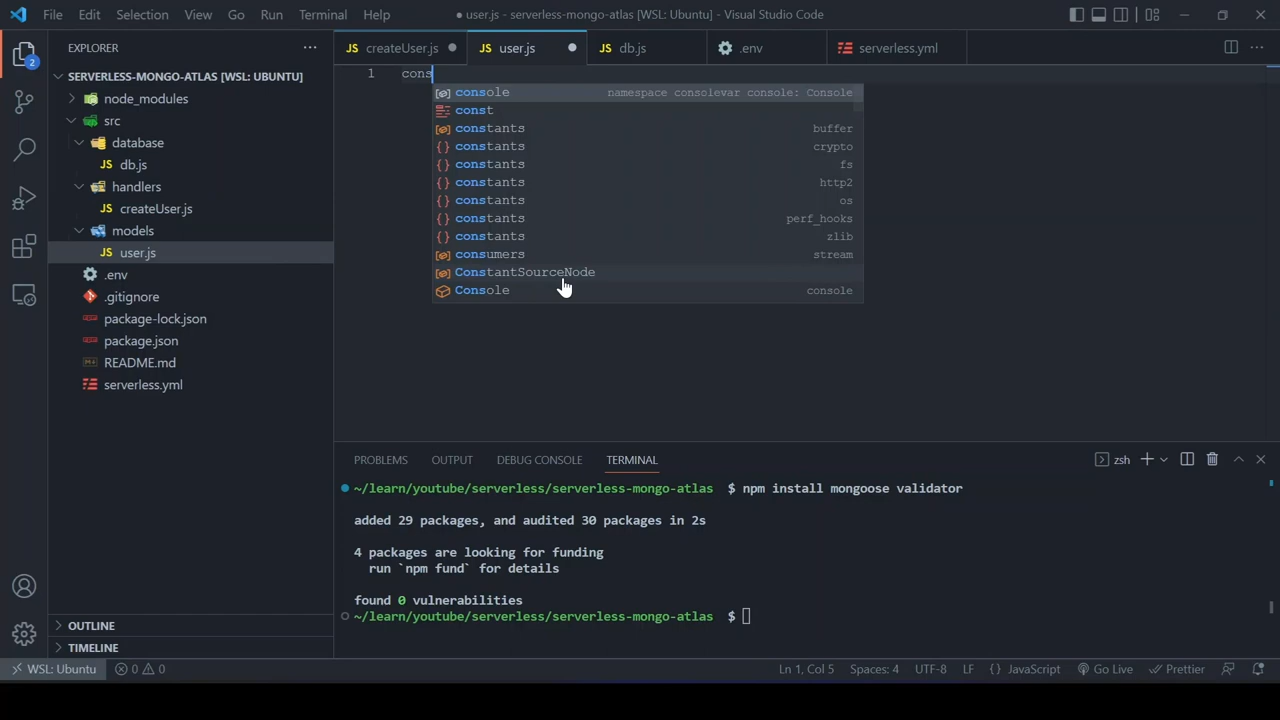 File Edit Selection View Go Run Terminal Help ● user.js - serverless-mongo-atlas [WSL: Ubuntu] - Visual Studio Code
EXPLORER
JS createUser.js JS user.js JS db.js .env serverless.yml
SERVERLESS-MONGO-ATLAS [WSL: UBUNTU]
node_modules
src
database
JS db.js
handlers
JS createUser.js
models
JS user.js
.env
.gitignore
package-lock.json
package.json
README.md
serverless.yml
OUTLINE
TIMELINE
2
1 cons
console namespace consolevar console: Console
const
constants buffer
constants crypto
constants fs
constants http2
constants os
constants perf_hooks
constants zlib
consumers stream
ConstantSourceNode
Console console
PROBLEMS OUTPUT DEBUG CONSOLE TERMINAL zsh
~/learn/youtube/serverless/serverless-mongo-atlas $ npm install mongoose validator
added 29 packages, and audited 30 packages in 2s
4 packages are looking for funding
run `npm fund` for details
found 0 vulnerabilities
~/learn/youtube/serverless/serverless-mongo-atlas $
WSL: Ubuntu 0 0 Ln 1, Col 5 Spaces: 4 UTF-8 LF {} JavaScript Go Live Prettier